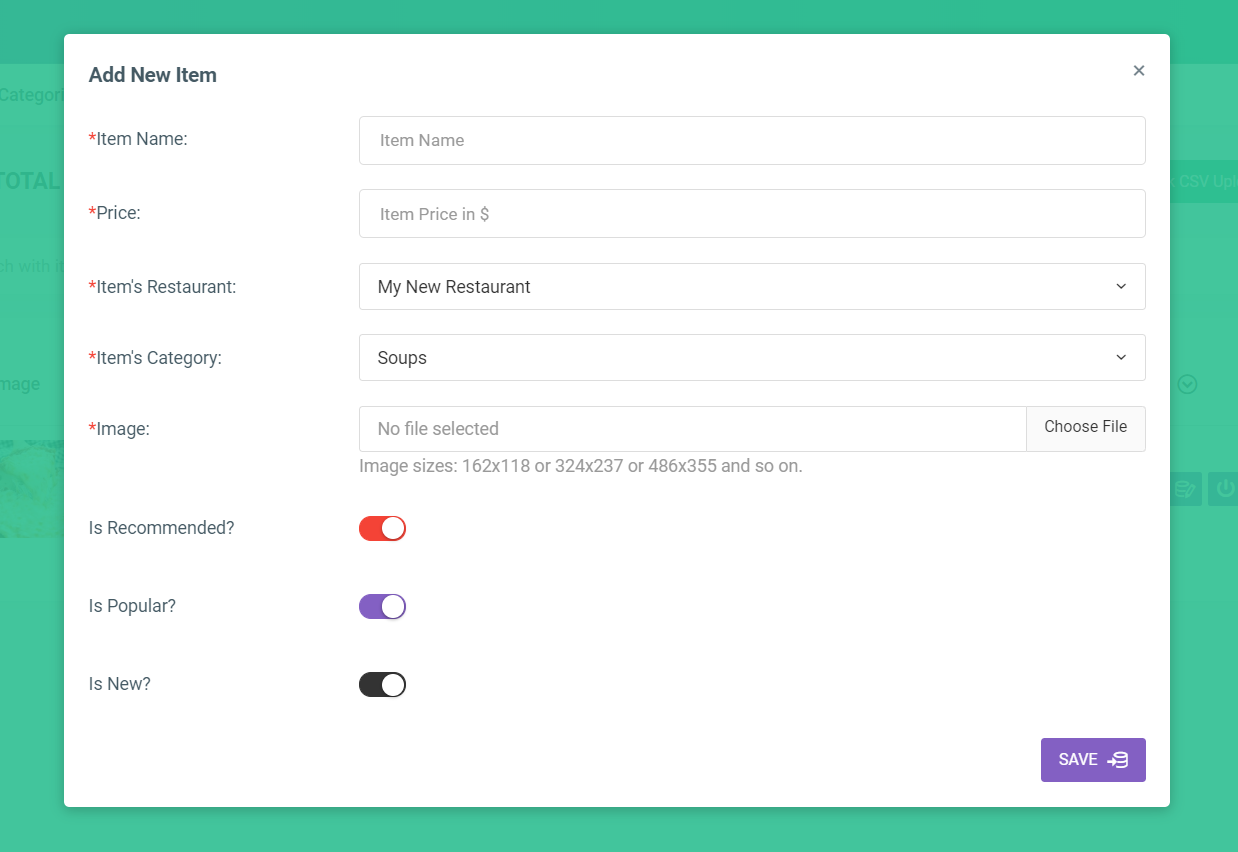 Add New Item
×
Categori
*Item Name:
Item Name
TOTAL
CSV Upl
*Price:
Item Price in $
ch with it
*Item's Restaurant:
My New Restaurant
*Item's Category:
Soups
mage
*Image:
No file selected
Choose File
Image sizes: 162x118 or 324x237 or 486x355 and so on.
Is Recommended?
Is Popular?
Is New?
SAVE